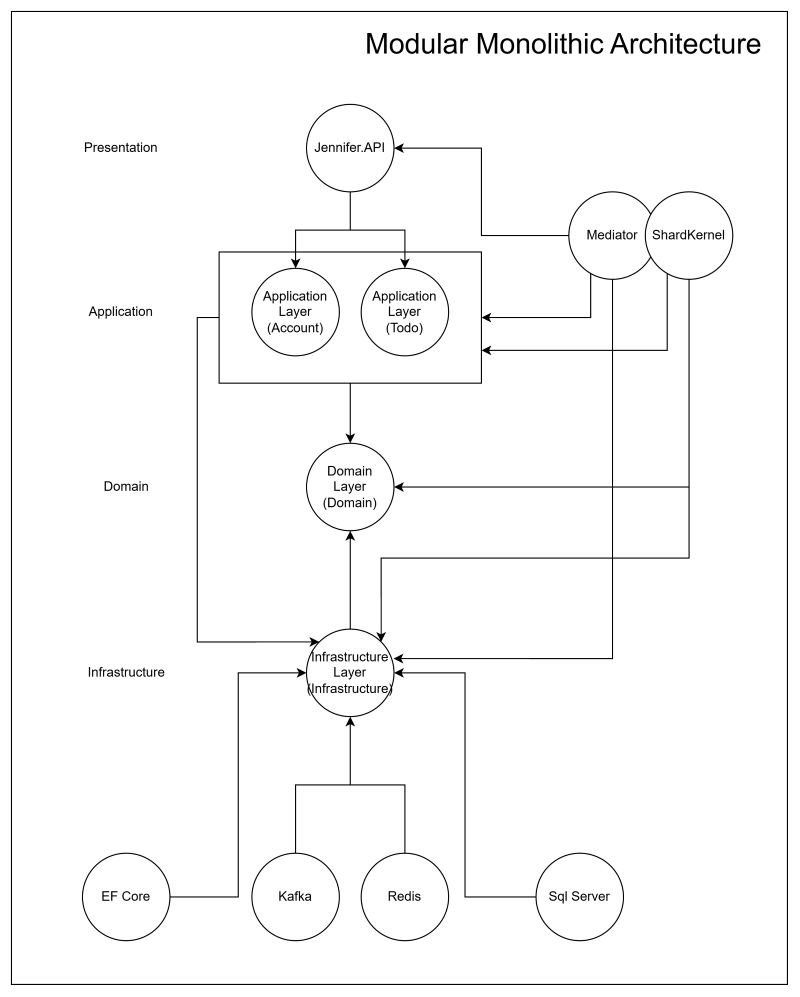 Modular Monolithic Architecture
Presentation
Jennifer.API
Mediator
ShardKernel
Application
Application
Layer
(Account)
Application
Layer
(Todo)
Domain
Domain
Layer
(Domain)
Infrastructure
Infrastructure
Layer
(Infrastructure)
EF Core
Kafka
Redis
Sql Server